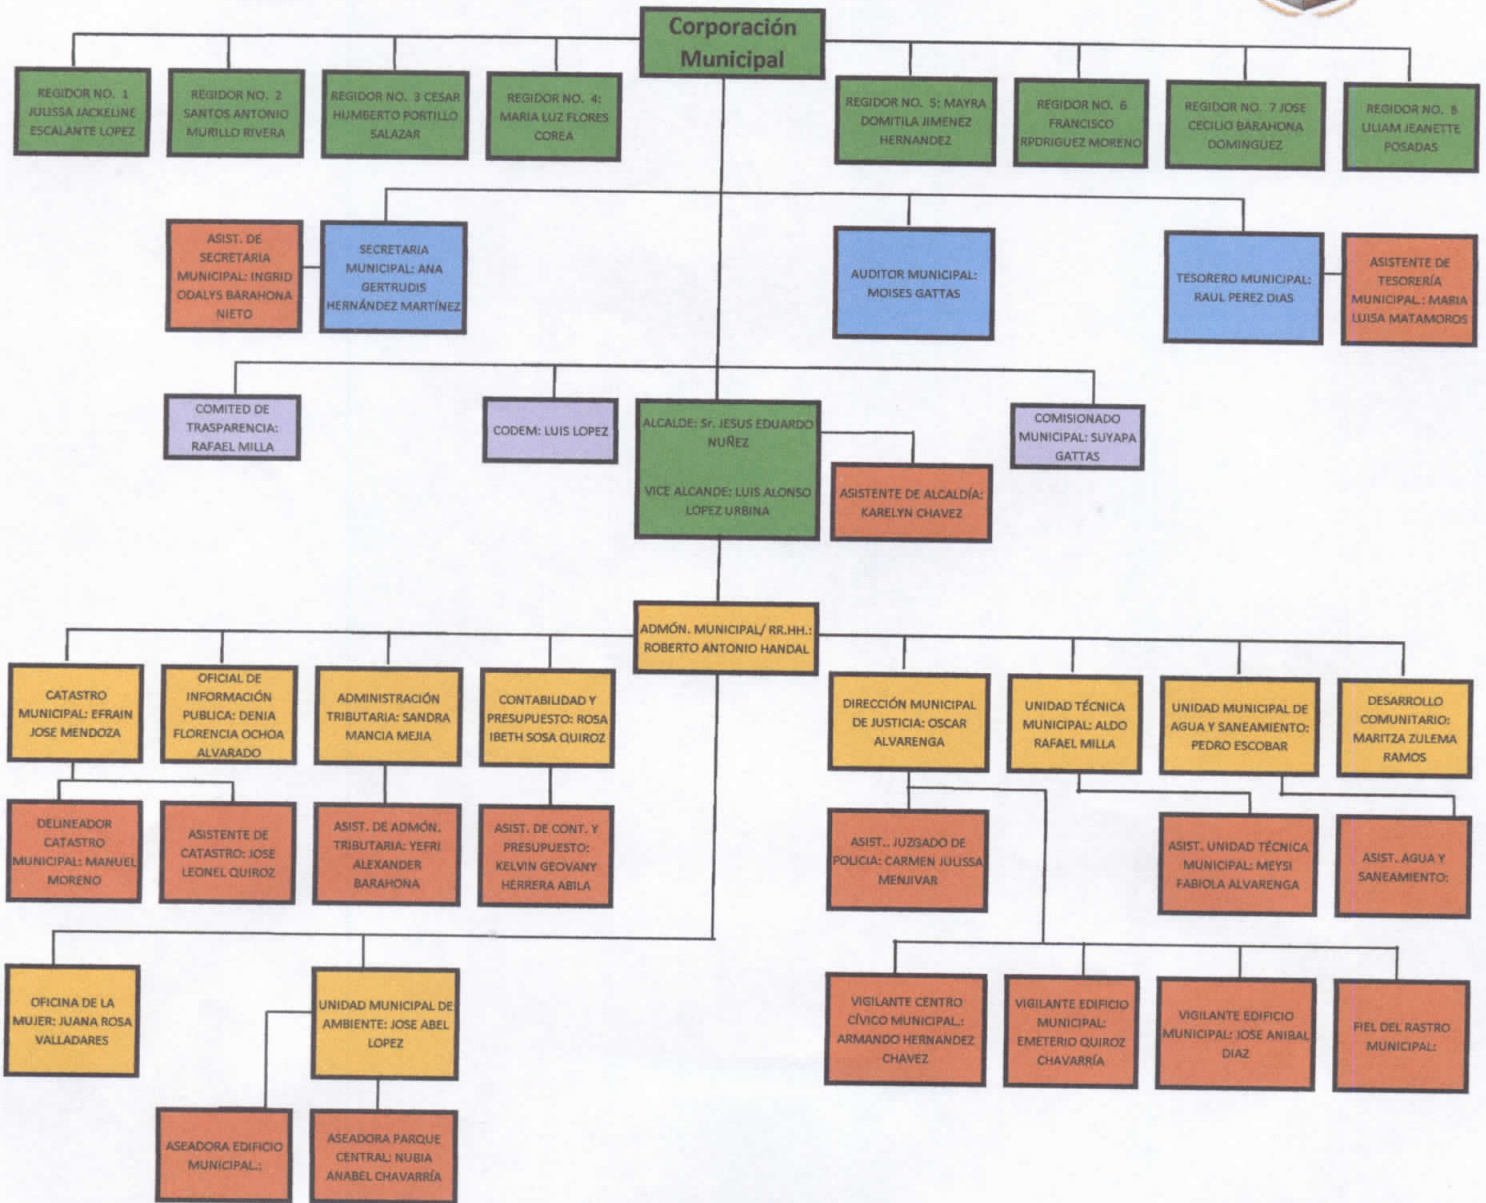 Corporación
Municipal
REGIDOR NO. 1
JULISSA JACKELINE
ESCALANTE LOPEZ
REGIDOR NO. 2
SANTOS ANTONIO
MURILLO RIVERA
REGIDOR NO. 3 CESAR
HUMBERTO PORTILLO
SALAZAR
REGIDOR NO. 4:
MARIA LUZ FLORES
COREA
REGIDOR NO. 5: MAYRA
DOMITILA JIMENEZ
HERNANDEZ
REGIDOR NO. 6
FRANCISCO
RPDRIGUEZ MORENO
REGIDOR NO. 7 JOSE
CECILIO BARAHONA
DOMINGUEZ
REGIDOR NO. 8
LILIAM JEANETTE
POSADAS
ASIST. DE
SECRETARIA
MUNICIPAL: INGRID
ODALYS BARAHONA
NIETO
SECRETARIA
MUNICIPAL: ANA
GERTRUDIS
HERNÁNDEZ MARTÍNEZ
AUDITOR MUNICIPAL:
MOISES GATTAS
TESORERO MUNICIPAL:
RAUL PEREZ DIAS
ASISTENTE DE
TESORERÍA
MUNICIPAL.: MARIA
LUISA MATAMOROS
COMITED DE
TRASPARENCIA:
RAFAEL MILLA
CODEM: LUIS LOPEZ
ALCALDE: Sr. JESUS EDUARDO
NUÑEZ
VICE ALCANDE: LUIS ALONSO
LOPEZ URBINA
COMISIONADO
MUNICIPAL: SUYAPA
GATTAS
ASISTENTE DE ALCALDÍA:
KARELYN CHAVEZ
ADMÓN. MUNICIPAL/ RR.HH.:
ROBERTO ANTONIO HANDAL
CATASTRO
MUNICIPAL: EFRAIN
JOSE MENDOZA
OFICIAL DE
INFORMACIÓN
PUBLICA: DENIA
FLORENCIA OCHOA
ALVARADO
ADMINISTRACIÓN
TRIBUTARIA: SANDRA
MANCIA MEJIA
CONTABILIDAD Y
PRESUPUESTO: ROSA
IBETH SOSA QUIROZ
DIRECCIÓN MUNICIPAL
DE JUSTICIA: OSCAR
ALVARENGA
UNIDAD TÉCNICA
MUNICIPAL: ALDO
RAFAEL MILLA
UNIDAD MUNICIPAL DE
AGUA Y SANEAMIENTO:
PEDRO ESCOBAR
DESARROLLO
COMUNITARIO:
MARITZA ZULEMA
RAMOS
DELINEADOR
CATASTRO
MUNICIPAL: MANUEL
MORENO
ASISTENTE DE
CATASTRO: JOSE
LEONEL QUIROZ
ASIST. DE ADMÓN.
TRIBUTARIA: YEFRI
ALEXANDER
BARAHONA
ASIST. DE CONT. Y
PRESUPUESTO:
KELVIN GEOVANY
HERRERA ABILA
ASIST.. JUZGADO DE
POLICIA: CARMEN JULISSA
MENJIVAR
ASIST. UNIDAD TÉCNICA
MUNICIPAL: MEYSI
FABIOLA ALVARENGA
ASIST. AGUA Y
SANEAMIENTO:
OFICINA DE LA
MUJER: JUANA ROSA
VALLADARES
UNIDAD MUNICIPAL DE
AMBIENTE: JOSE ABEL
LOPEZ
VIGILANTE CENTRO
CÍVICO MUNICIPAL.:
ARMANDO HERNANDEZ
CHAVEZ
VIGILANTE EDIFICIO
MUNICIPAL:
EMETERIO QUIROZ
CHAVARRÍA
VIGILANTE EDIFICIO
MUNICIPAL: JOSE ANIBAL
DIAZ
FIEL DEL RASTRO
MUNICIPAL:
ASEADORA EDIFICIO
MUNICIPAL.:
ASEADORA PARQUE
CENTRAL: NUBIA
ANABEL CHAVARRÍA